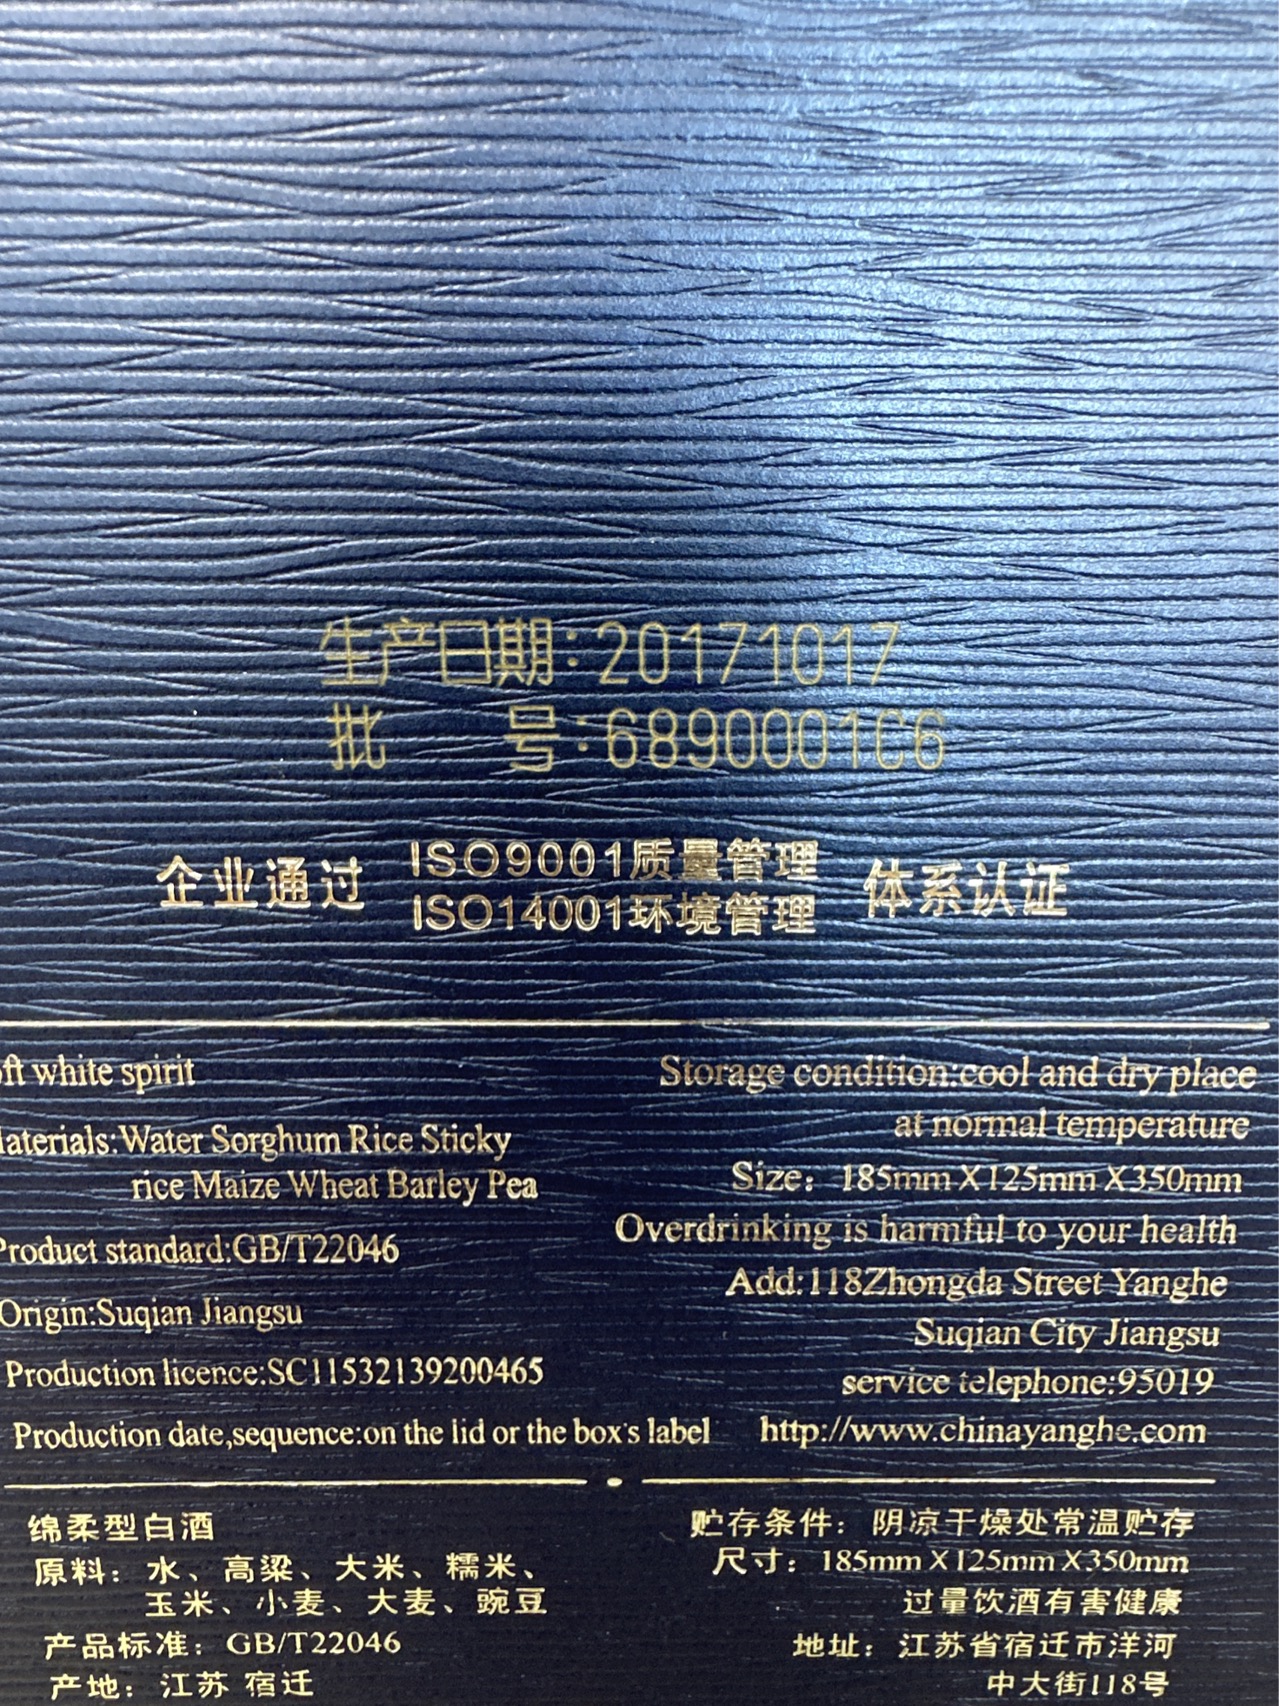 生产日期:20171017
批 号:6890001C6
企业通过 ISO9001质量管理 体系认证
ISO14001环境管理
oft white spirit
aterials:Water Sorghum Rice Sticky
rice Maize Wheat Barley Pea
Product standard:GB/T22046
Origin:Suqian Jiangsu
Production licence:SC11532139200465
Production date,sequence:on the lid or the box's label
Storage condition:cool and dry place
at normal temperature
Size: 185mm X 125mm X 350mm
Overdrinking is harmful to your health
Add:118Zhongda Street Yanghe
Suqian City Jiangsu
service telephone:95019
http://www.chinayanghe.com
绵柔型白酒
原料：水、高粱、大米、糯米、
玉米、小麦、大麦、豌豆
产品标准：GB/T22046
产地：江苏 宿迁
贮存条件：阴凉干燥处常温贮存
尺寸：185mm X 125mm X 350mm
过量饮酒有害健康
地址：江苏省宿迁市洋河
中大街118号